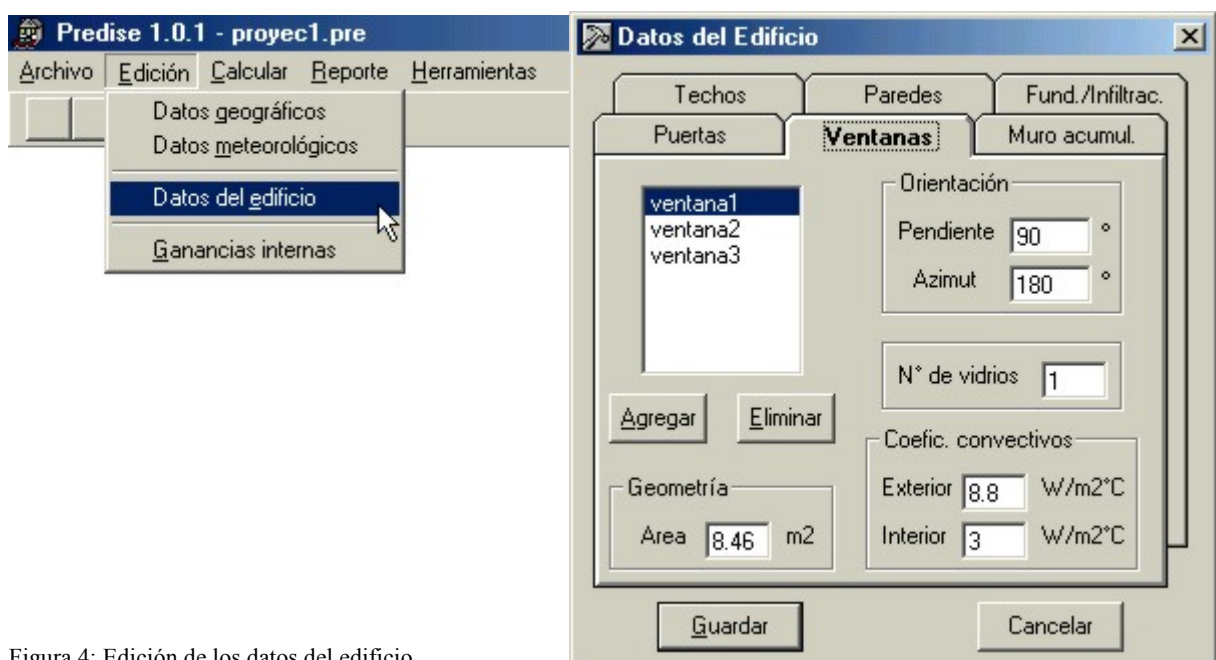 Predise 1.0.1 - proyec1.pre
Archivo Edición Calcular Reporte Herramientas
Datos geográficos
Datos meteorológicos
Datos del edificio
Ganancias internas
Datos del Edificio
Techos Paredes Fund./Infiltrac.
Puertas Ventanas Muro acumul.
ventana1
ventana2
ventana3
Agregar Eliminar
Geometría
Area 8.46 m2
Orientación
Pendiente 90 °
Azimut 180 °
N° de vidrios 1
Coefic. convectivos
Exterior 8.8 W/m2°C
Interior 3 W/m2°C
Guardar Cancelar
Figura 4: Edición de los datos del edificio